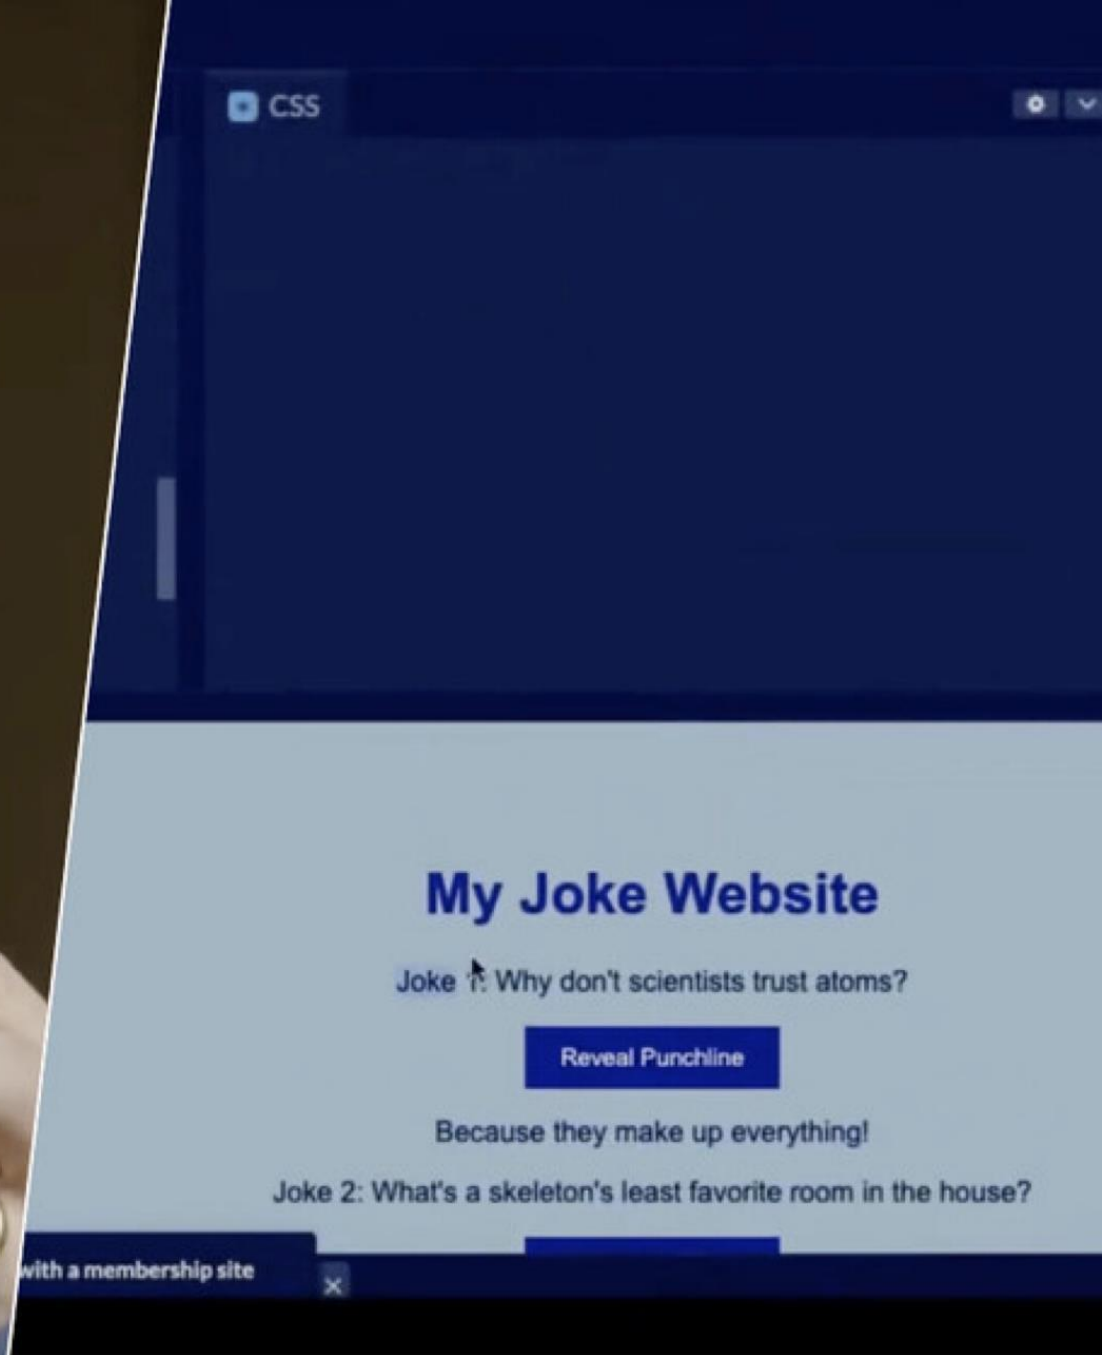 CSS
My Joke Website
Joke 1: Why don't scientists trust atoms?
Reveal Punchline
Because they make up everything!
Joke 2: What's a skeleton's least favorite room in the house?
with a membership site